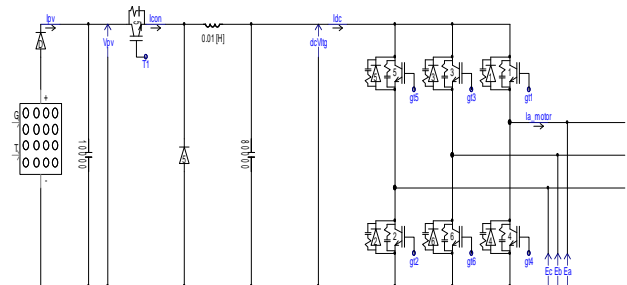 Ipv
Icon
Idc
Vpv
T1
0.01 [H]
dcVltg
D
5
3
1
gt5
gt3
gt1
Ia_motor
+
G
T
-
5
2
6
4
gt2
gt6
gt4
Ec
Eb
Ea